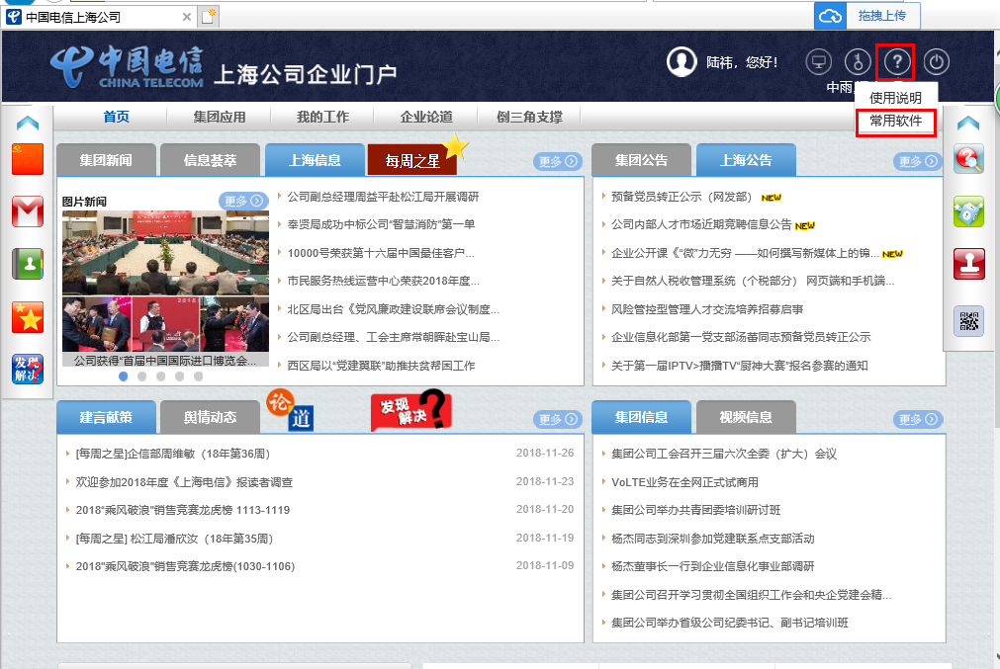 中国电信上海公司
拖拽上传
中国电信
CHINA TELECOM
上海公司企业门户
陆祎，您好！
?
中雨
使用说明
常用软件
首页
集团应用
我的工作
企业论道
倒三角支撑
集团新闻
信息荟萃
上海信息
每周之星
更多
集团公告
上海公告
更多
图片新闻
更多
公司获得“首届中国国际进口博览会...
公司副总经理周益平赴松江局开展调研
奉贤局成功中标公司“智慧消防”第一单
10000号荣获第十六届中国最佳客户...
市民服务热线运营中心荣获2018年度...
北区局出台《党风廉政建设联席会议制度...
公司副总经理、工会主席常朝晖赴宝山局...
西区局以“党建翼联”助推扶贫帮困工作
预备党员转正公示（网发部） NEW
公司内部人才市场近期竞聘信息公告 NEW
企业公开课《“微”力无穷 ——如何撰写新媒体上的锦... NEW
关于自然人税收管理系统（个税部分） 网页端和手机端...
风险管控型管理人才交流培养招募启事
企业信息化部第一党支部汤蕃同志预备党员转正公示
关于第一届IPTV>播播TV“厨神大赛”报名参赛的通知
发现
解决
建言献策
舆情动态
论
道
发现
解决
?
更多
集团信息
视频信息
更多
[每周之星]企信部周维敏（18年第36周） 2018-11-26
欢迎参加2018年度《上海电信》报读者调查 2018-11-23
2018“乘风破浪”销售竞赛龙虎榜 1113-1119 2018-11-20
[每周之星] 松江局潘欣汝（18年第35周） 2018-11-19
2018"乘风破浪"销售竞赛龙虎榜(1030-1106) 2018-11-09
集团公司工会召开三届六次全委（扩大）会议
VoLTE业务在全网正式试商用
集团公司举办共青团委培训研讨班
杨杰同志到深圳参加党建联系点支部活动
杨杰董事长一行到企业信息化事业部调研
集团公司召开学习贯彻全国组织工作会和央企党建会精...
集团公司举办省级公司纪委书记、副书记培训班